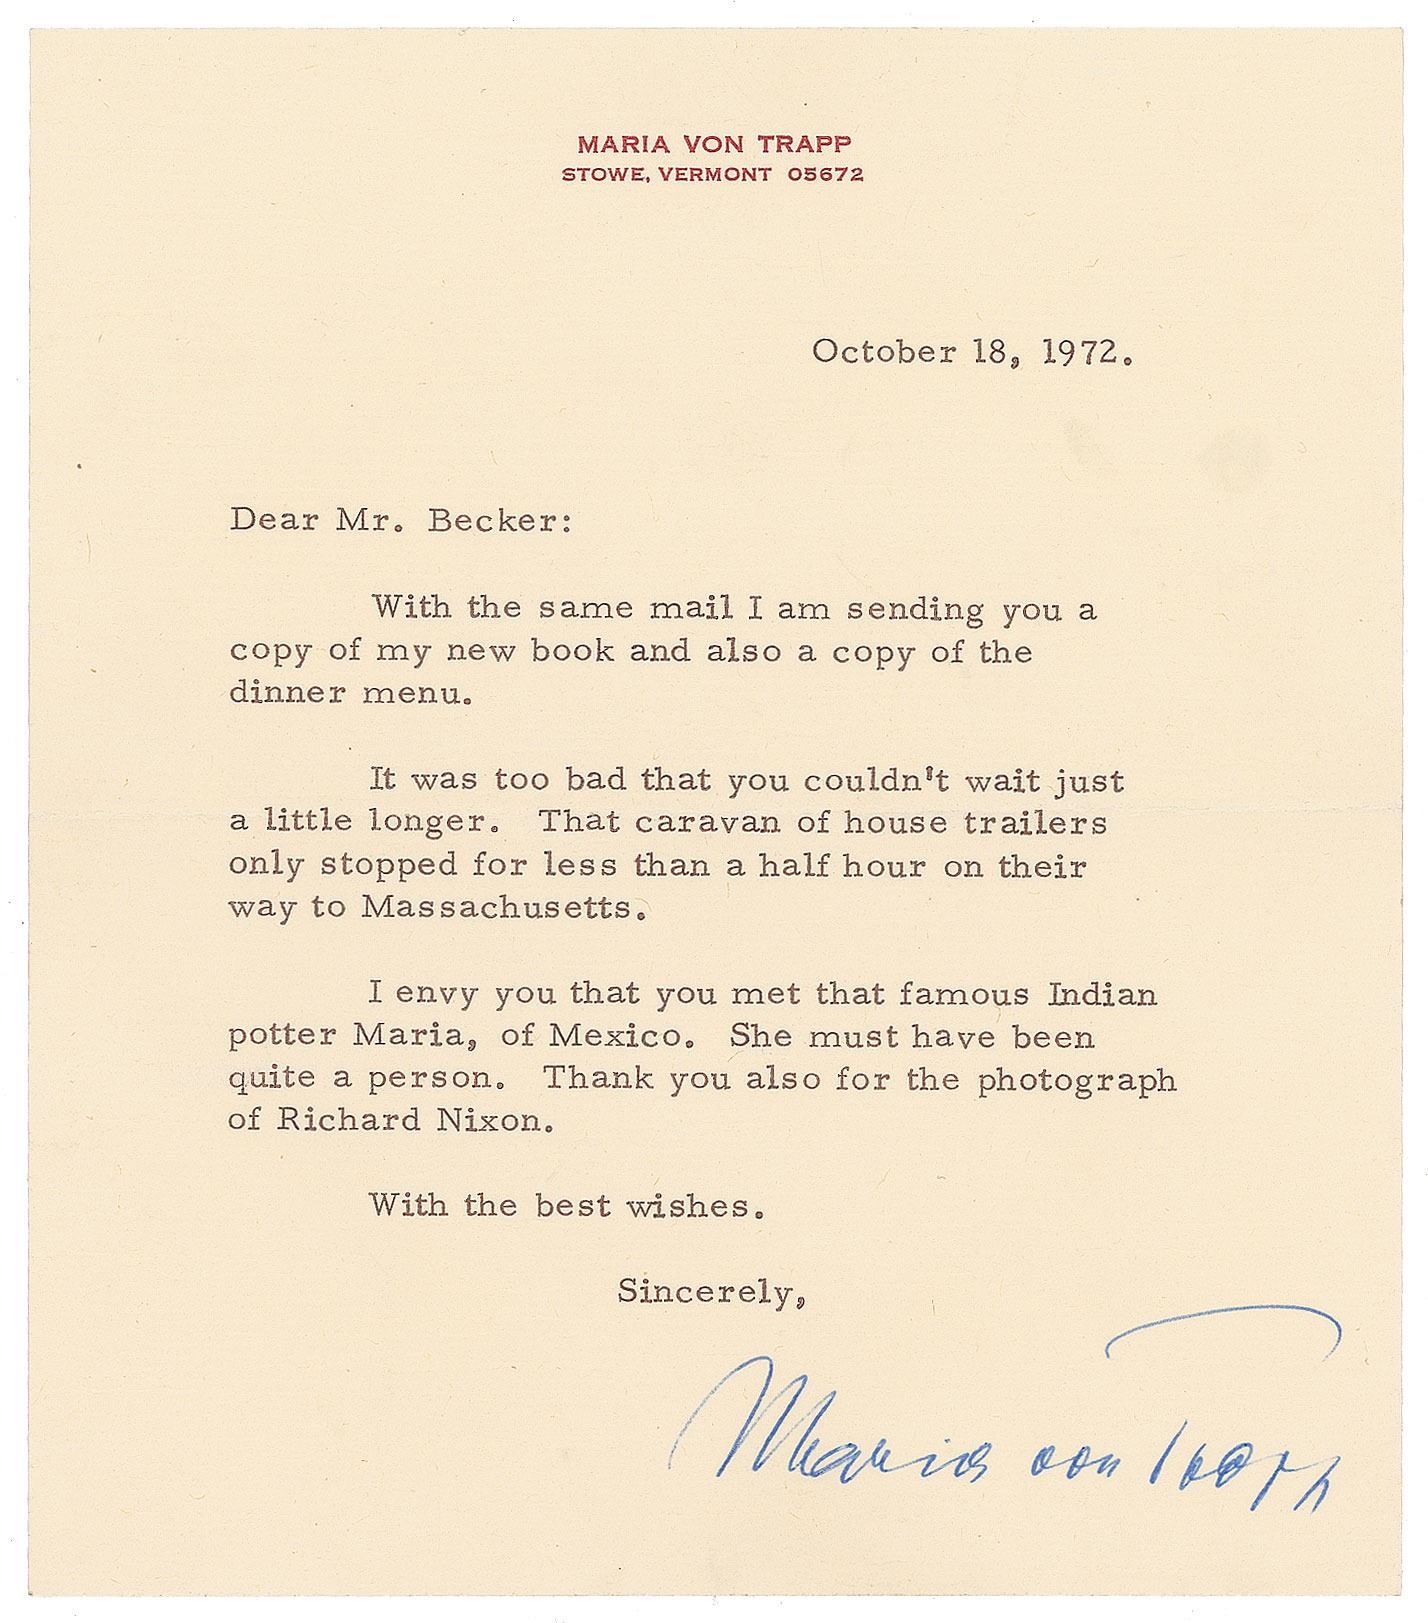 MARIA VON TRAPP
STOWE, VERMONT 05672
October 18, 1972.
Dear Mr. Becker:
With the same mail I am sending you a
copy of my new book and also a copy of the
dinner menu.
It was too bad that you couldn't wait just
a little longer. That caravan of house trailers
only stopped for less than a half hour on their
way to Massachusetts.
I envy you that you met that famous Indian
potter Maria, of Mexico. She must have been
quite a person. Thank you also for the photograph
of Richard Nixon.
With the best wishes.
Sincerely,
Maria von Trapp